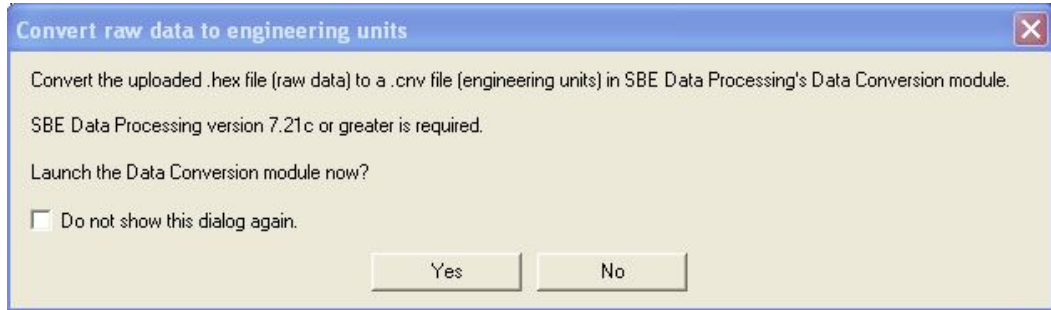 Convert raw data to engineering units
Convert the uploaded .hex file (raw data) to a .cnv file (engineering units) in SBE Data Processing's Data Conversion module.
SBE Data Processing version 7.21c or greater is required.
Launch the Data Conversion module now?
Do not show this dialog again.
Yes
No